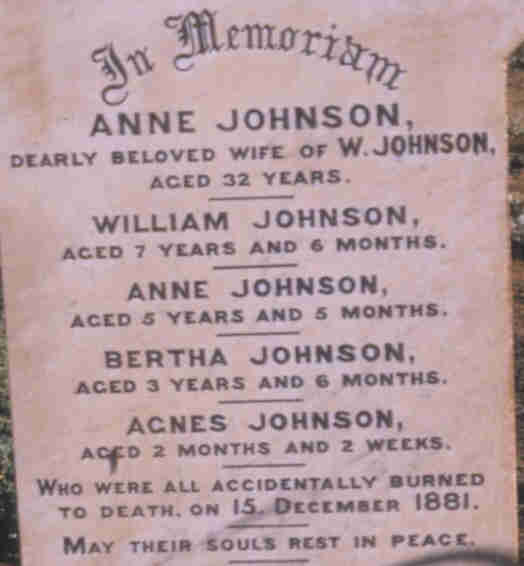 In Memoriam
ANNE JOHNSON,
DEARLY BELOVED WIFE OF W. JOHNSON,
AGED 32 YEARS.
WILLIAM JOHNSON,
AGED 7 YEARS AND 6 MONTHS.
ANNE JOHNSON,
AGED 5 YEARS AND 5 MONTHS.
BERTHA JOHNSON,
AGED 3 YEARS AND 6 MONTHS.
AGNES JOHNSON,
AGED 2 MONTHS AND 2 WEEKS.
WHO WERE ALL ACCIDENTALLY BURNED
TO DEATH, ON 15. DECEMBER 1881.
MAY THEIR SOULS REST IN PEACE.